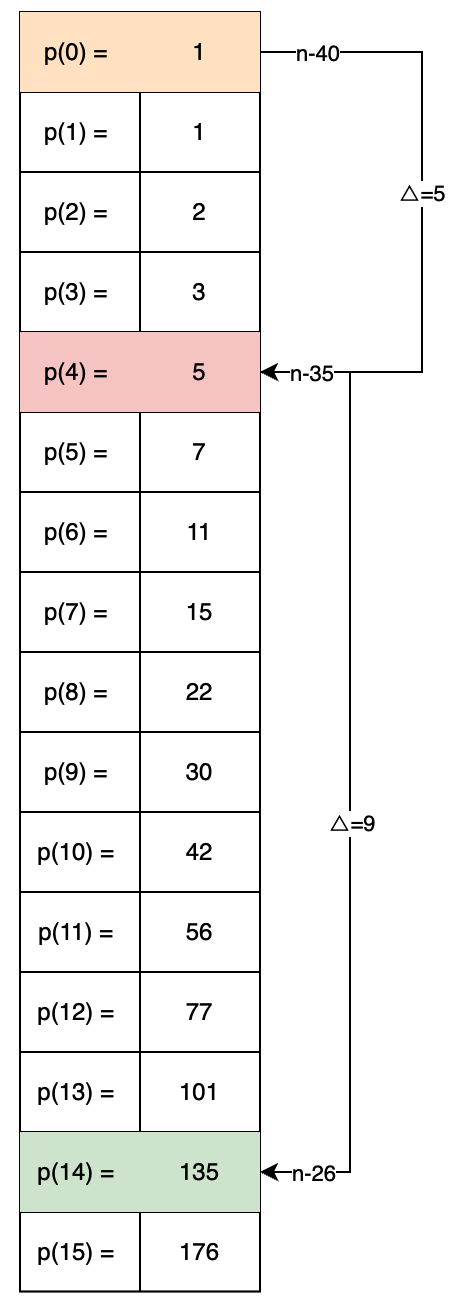 p(0) = 1
n-40
p(1) = 1
△=5
p(2) = 2
p(3) = 3
p(4) = 5
n-35
p(5) = 7
p(6) = 11
p(7) = 15
p(8) = 22
p(9) = 30
p(10) = 42
△=9
p(11) = 56
p(12) = 77
p(13) = 101
p(14) = 135
n-26
p(15) = 176